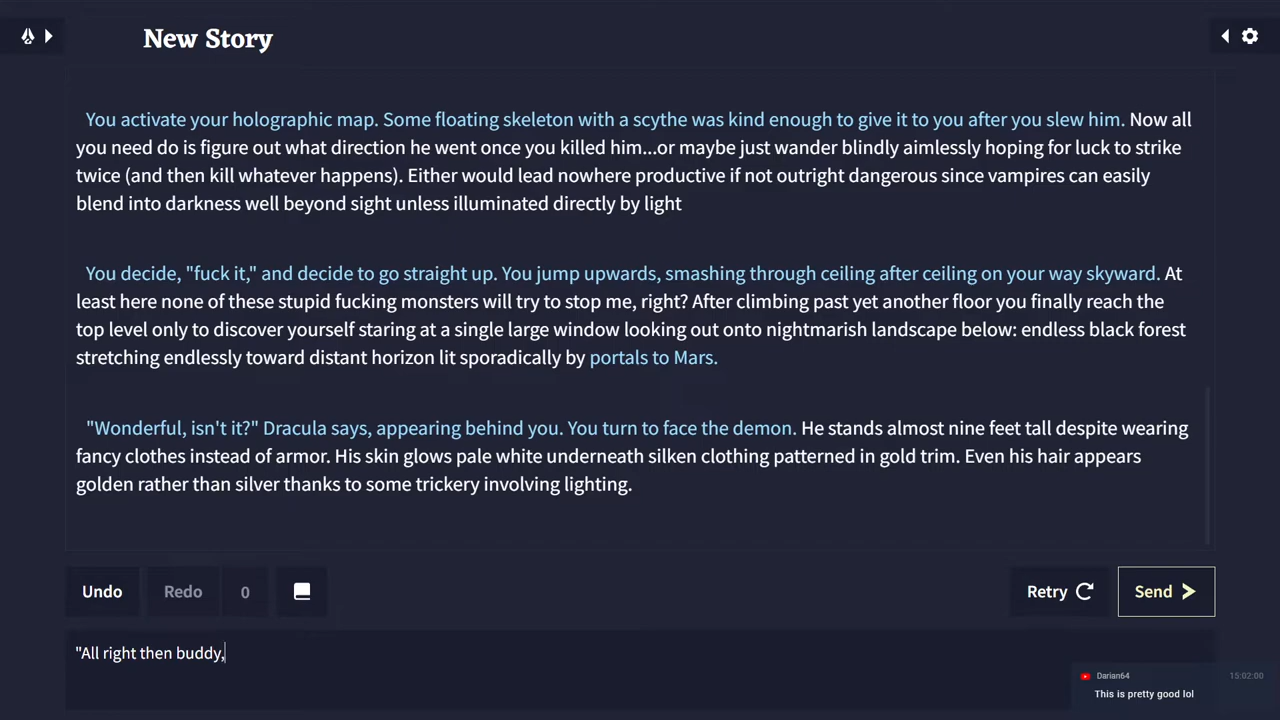 New Story
You activate your holographic map. Some floating skeleton with a scythe was kind enough to give it to you after you slew him. Now all
you need do is figure out what direction he went once you killed him...or maybe just wander blindly aimlessly hoping for luck to strike
twice (and then kill whatever happens). Either would lead nowhere productive if not outright dangerous since vampires can easily
blend into darkness well beyond sight unless illuminated directly by light
You decide, "fuck it," and decide to go straight up. You jump upwards, smashing through ceiling after ceiling on your way skyward. At
least here none of these stupid fucking monsters will try to stop me, right? After climbing past yet another floor you finally reach the
top level only to discover yourself staring at a single large window looking out onto nightmarish landscape below: endless black forest
stretching endlessly toward distant horizon lit sporadically by portals to Mars.
"Wonderful, isn't it?" Dracula says, appearing behind you. You turn to face the demon. He stands almost nine feet tall despite wearing
fancy clothes instead of armor. His skin glows pale white underneath silken clothing patterned in gold trim. Even his hair appears
golden rather than silver thanks to some trickery involving lighting.
Undo Redo 0 Retry Send
"All right then buddy,
Darian64 15:02:00
This is pretty good lol